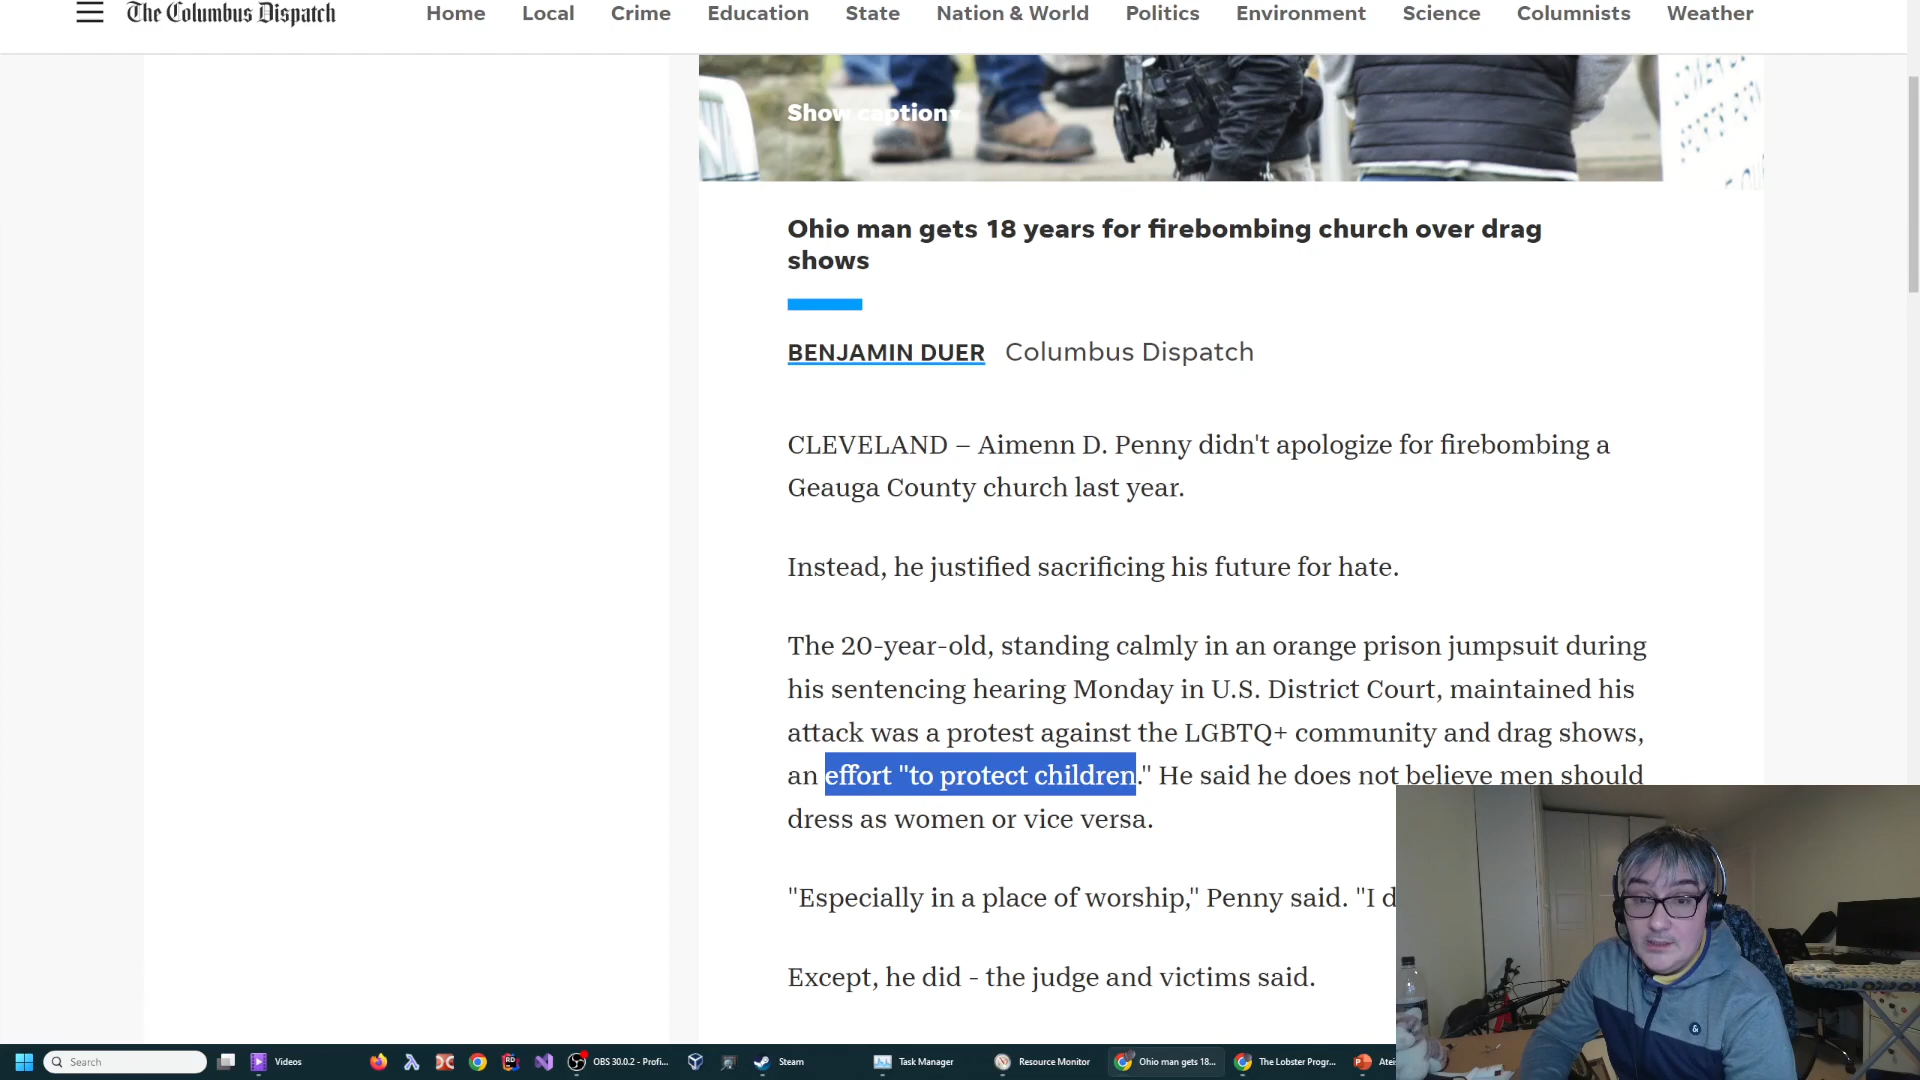 The Columbus Dispatch
Home Local Crime Education State Nation & World Politics Environment Science Columnists Weather
Show caption
Ohio man gets 18 years for firebombing church over drag
shows
BENJAMIN DUER Columbus Dispatch
CLEVELAND – Aimenn D. Penny didn't apologize for firebombing a
Geauga County church last year.
Instead, he justified sacrificing his future for hate.
The 20-year-old, standing calmly in an orange prison jumpsuit during
his sentencing hearing Monday in U.S. District Court, maintained his
attack was a protest against the LGBTQ+ community and drag shows,
an effort "to protect children." He said he does not believe men should
dress as women or vice versa.
"Especially in a place of worship," Penny said. "I d
Except, he did - the judge and victims said.
Search Videos OBS 30.0.2 - Profi... Steam Task Manager Resource Monitor Ohio man gets 18... The Lobster Progr... Atei